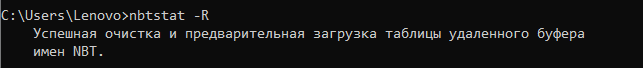 C:\Users\Lenovo>nbtstat -R
Успешная очистка и предварительная загрузка таблицы удаленного буфера
имен NBT.